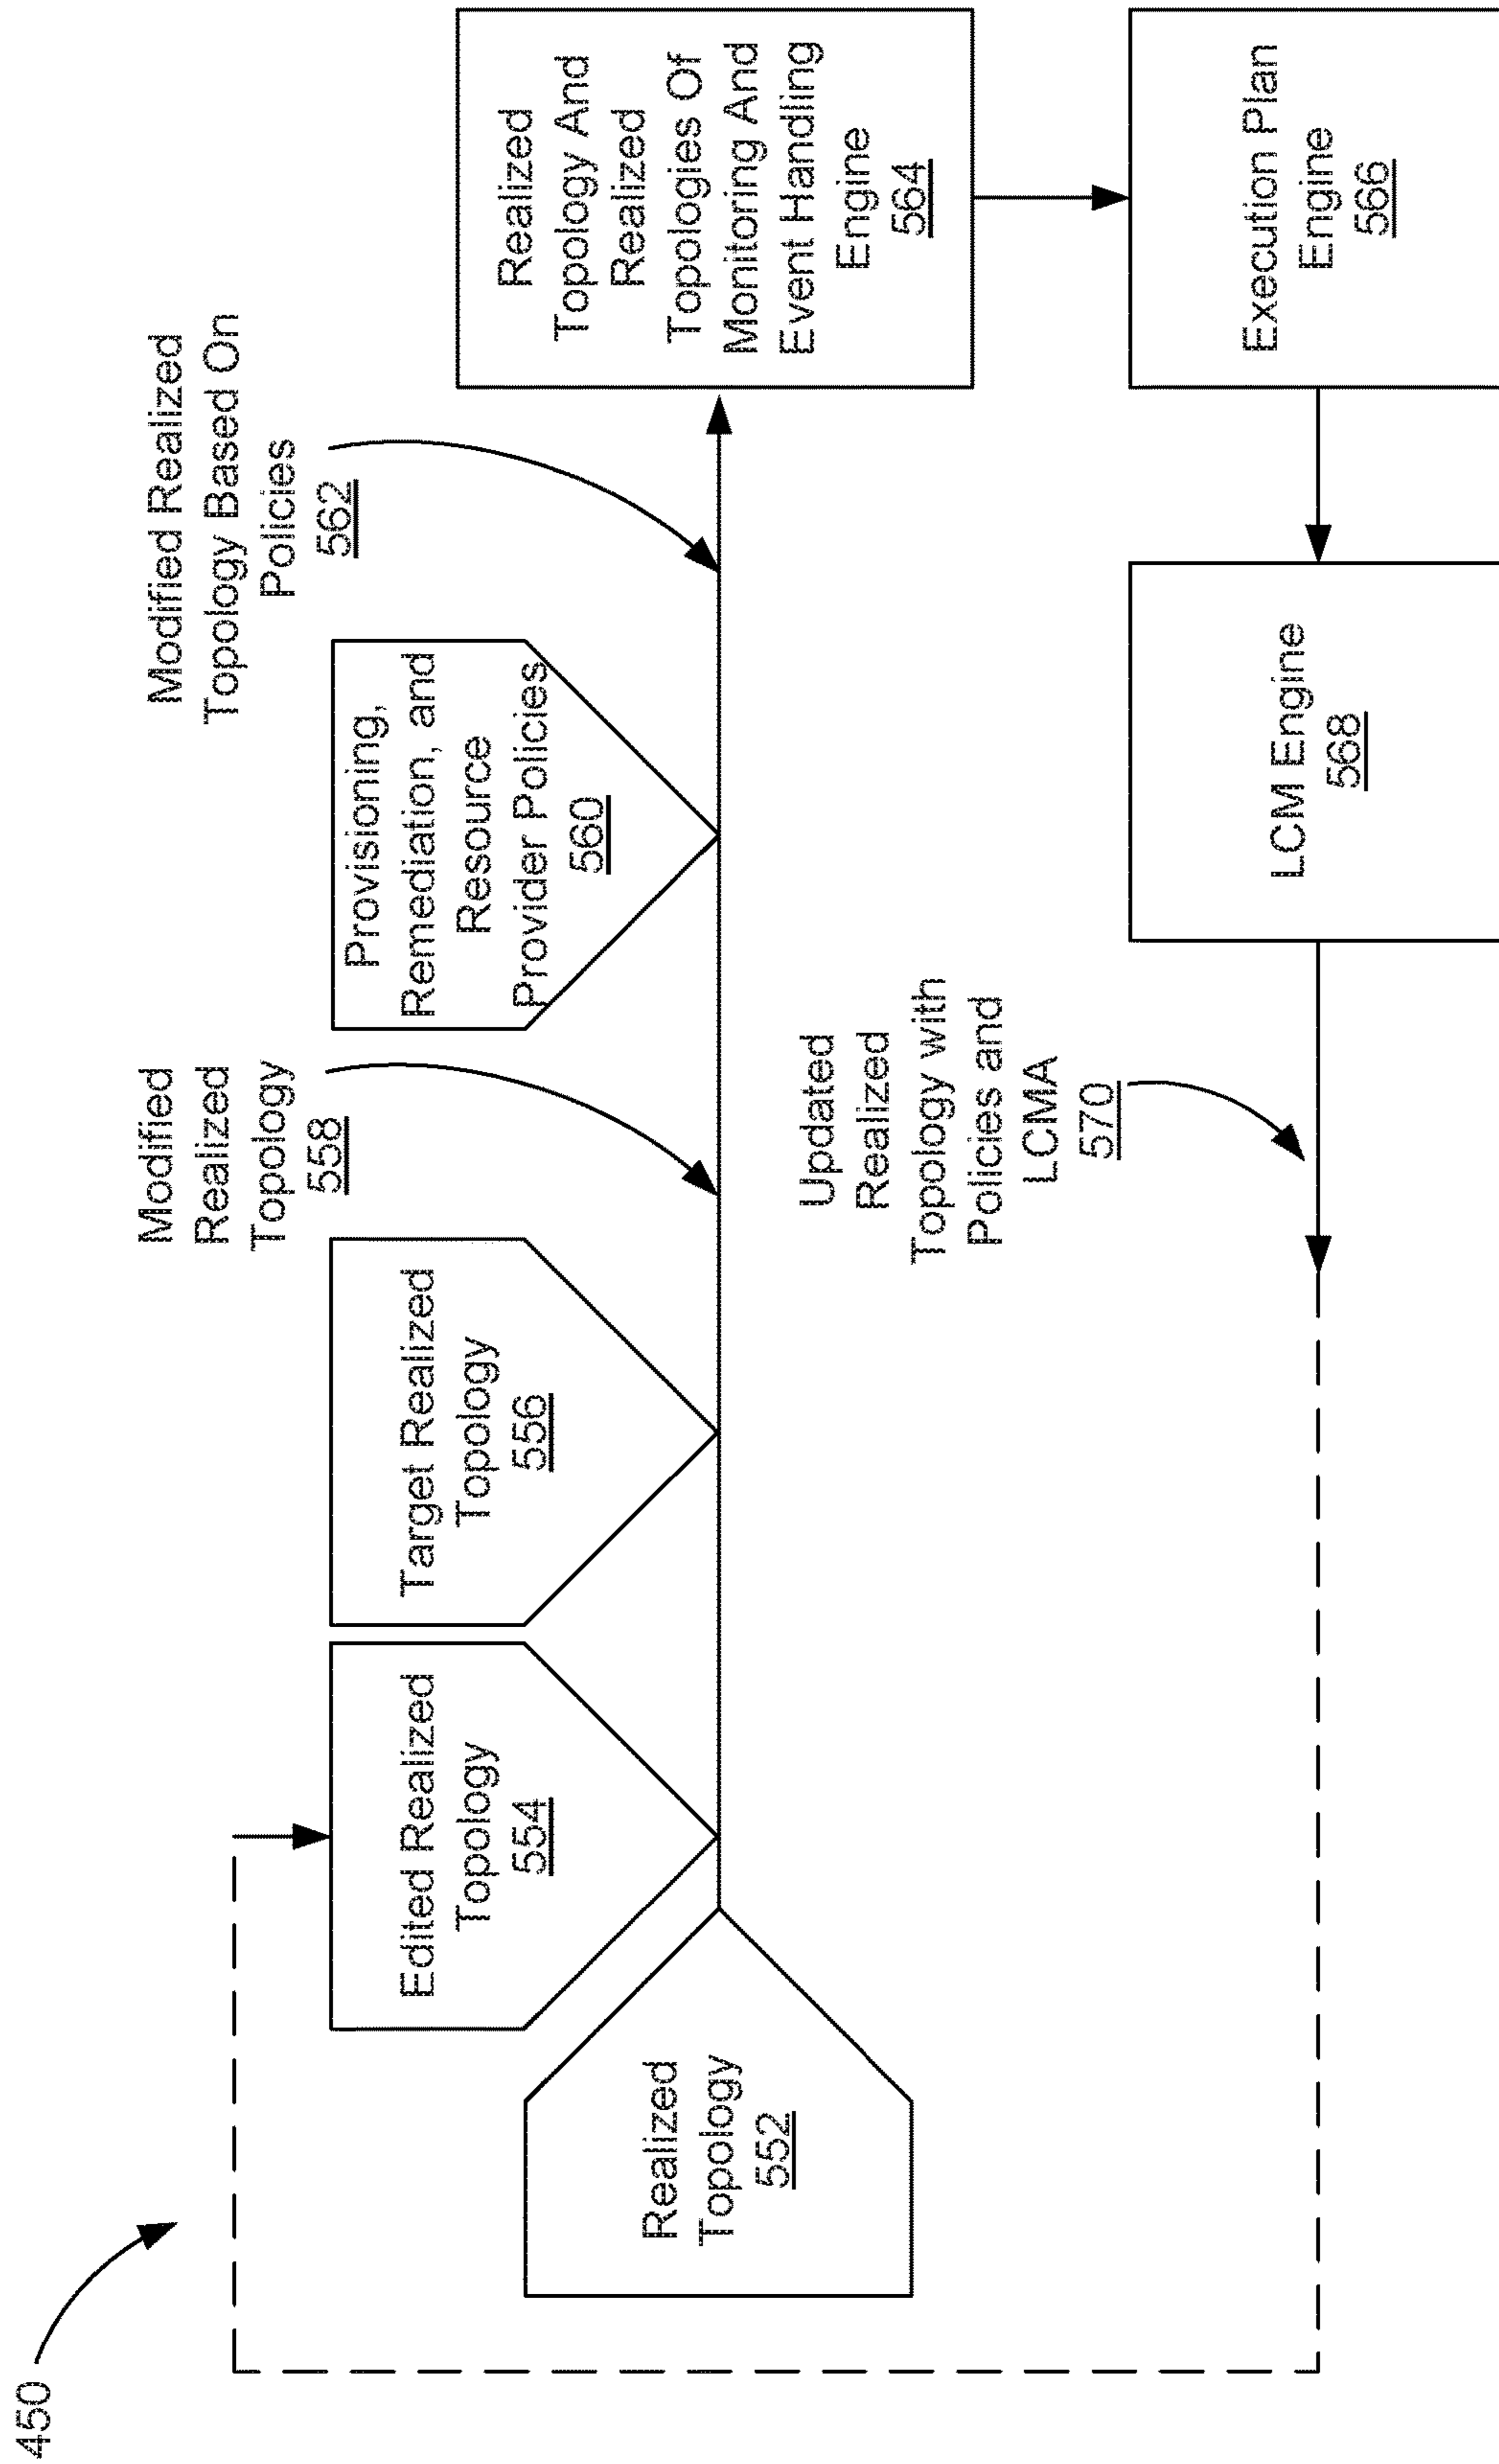 450
Realized
Topology
552
Edited Realized
Topology
554
Target Realized
Topology
556
Modified
Realized
Topology
558
Provisioning,
Remediation, and
Resource
Provider Policies
560
Modified Realized
Topology Based On
Policies
562
Realized
Topology And
Realized
Topologies Of
Monitoring And
Event Handling
Engine
564
Execution Plan
Engine
566
LCM Engine
568
Updated
Realized
Topology with
Policies and
LCMA
570